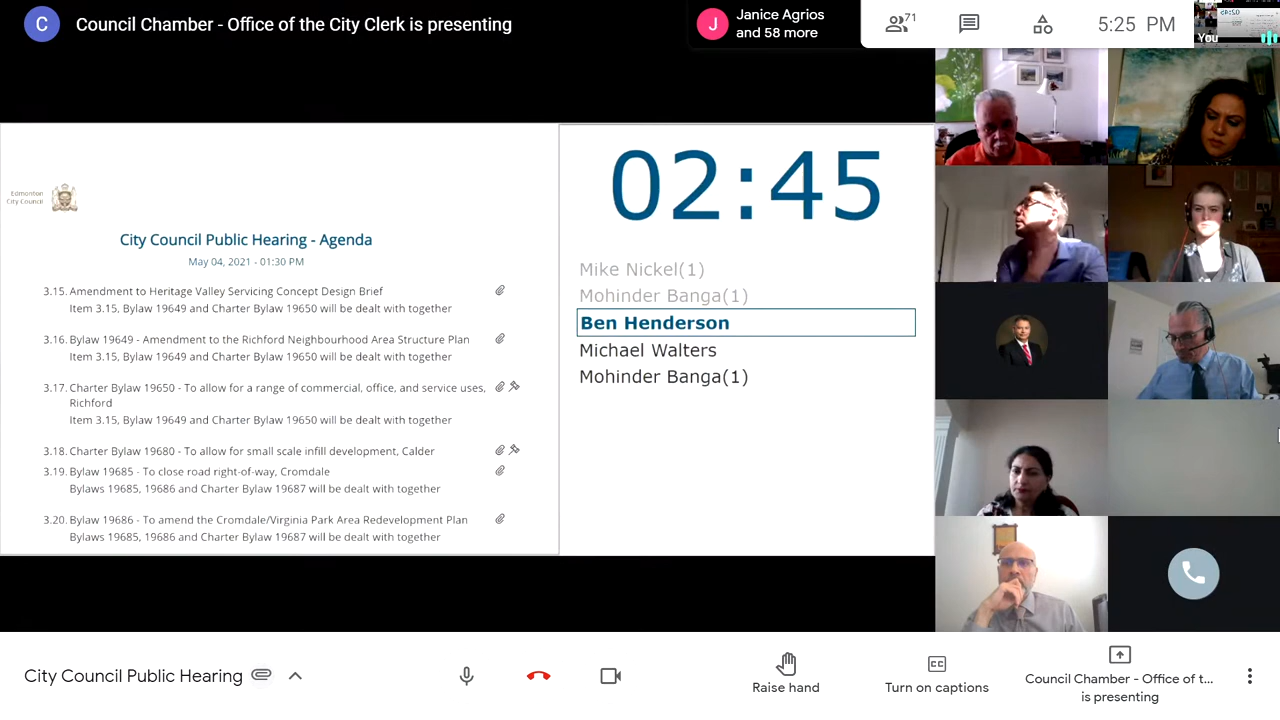 C
Council Chamber - Office of the City Clerk is presenting
J
Janice Agrios
and 58 more
71
5:25 PM
You
Edmonton
City Council
City Council Public Hearing - Agenda
May 04, 2021 - 01:30 PM
3.15. Amendment to Heritage Valley Servicing Concept Design Brief
Item 3.15, Bylaw 19649 and Charter Bylaw 19650 will be dealt with together
3.16. Bylaw 19649 - Amendment to the Richford Neighbourhood Area Structure Plan
Item 3.15, Bylaw 19649 and Charter Bylaw 19650 will be dealt with together
3.17. Charter Bylaw 19650 - To allow for a range of commercial, office, and service uses,
Richford
Item 3.15, Bylaw 19649 and Charter Bylaw 19650 will be dealt with together
3.18. Charter Bylaw 19680 - To allow for small scale infill development, Calder
3.19. Bylaw 19685 - To close road right-of-way, Cromdale
Bylaws 19685, 19686 and Charter Bylaw 19687 will be dealt with together
3.20. Bylaw 19686 - To amend the Cromdale/Virginia Park Area Redevelopment Plan
Bylaws 19685, 19686 and Charter Bylaw 19687 will be dealt with together
02:45
Mike Nickel(1)
Mohinder Banga(1)
Ben Henderson
Michael Walters
Mohinder Banga(1)
City Council Public Hearing
Raise hand
CC
Turn on captions
Council Chamber - Office of t...
is presenting